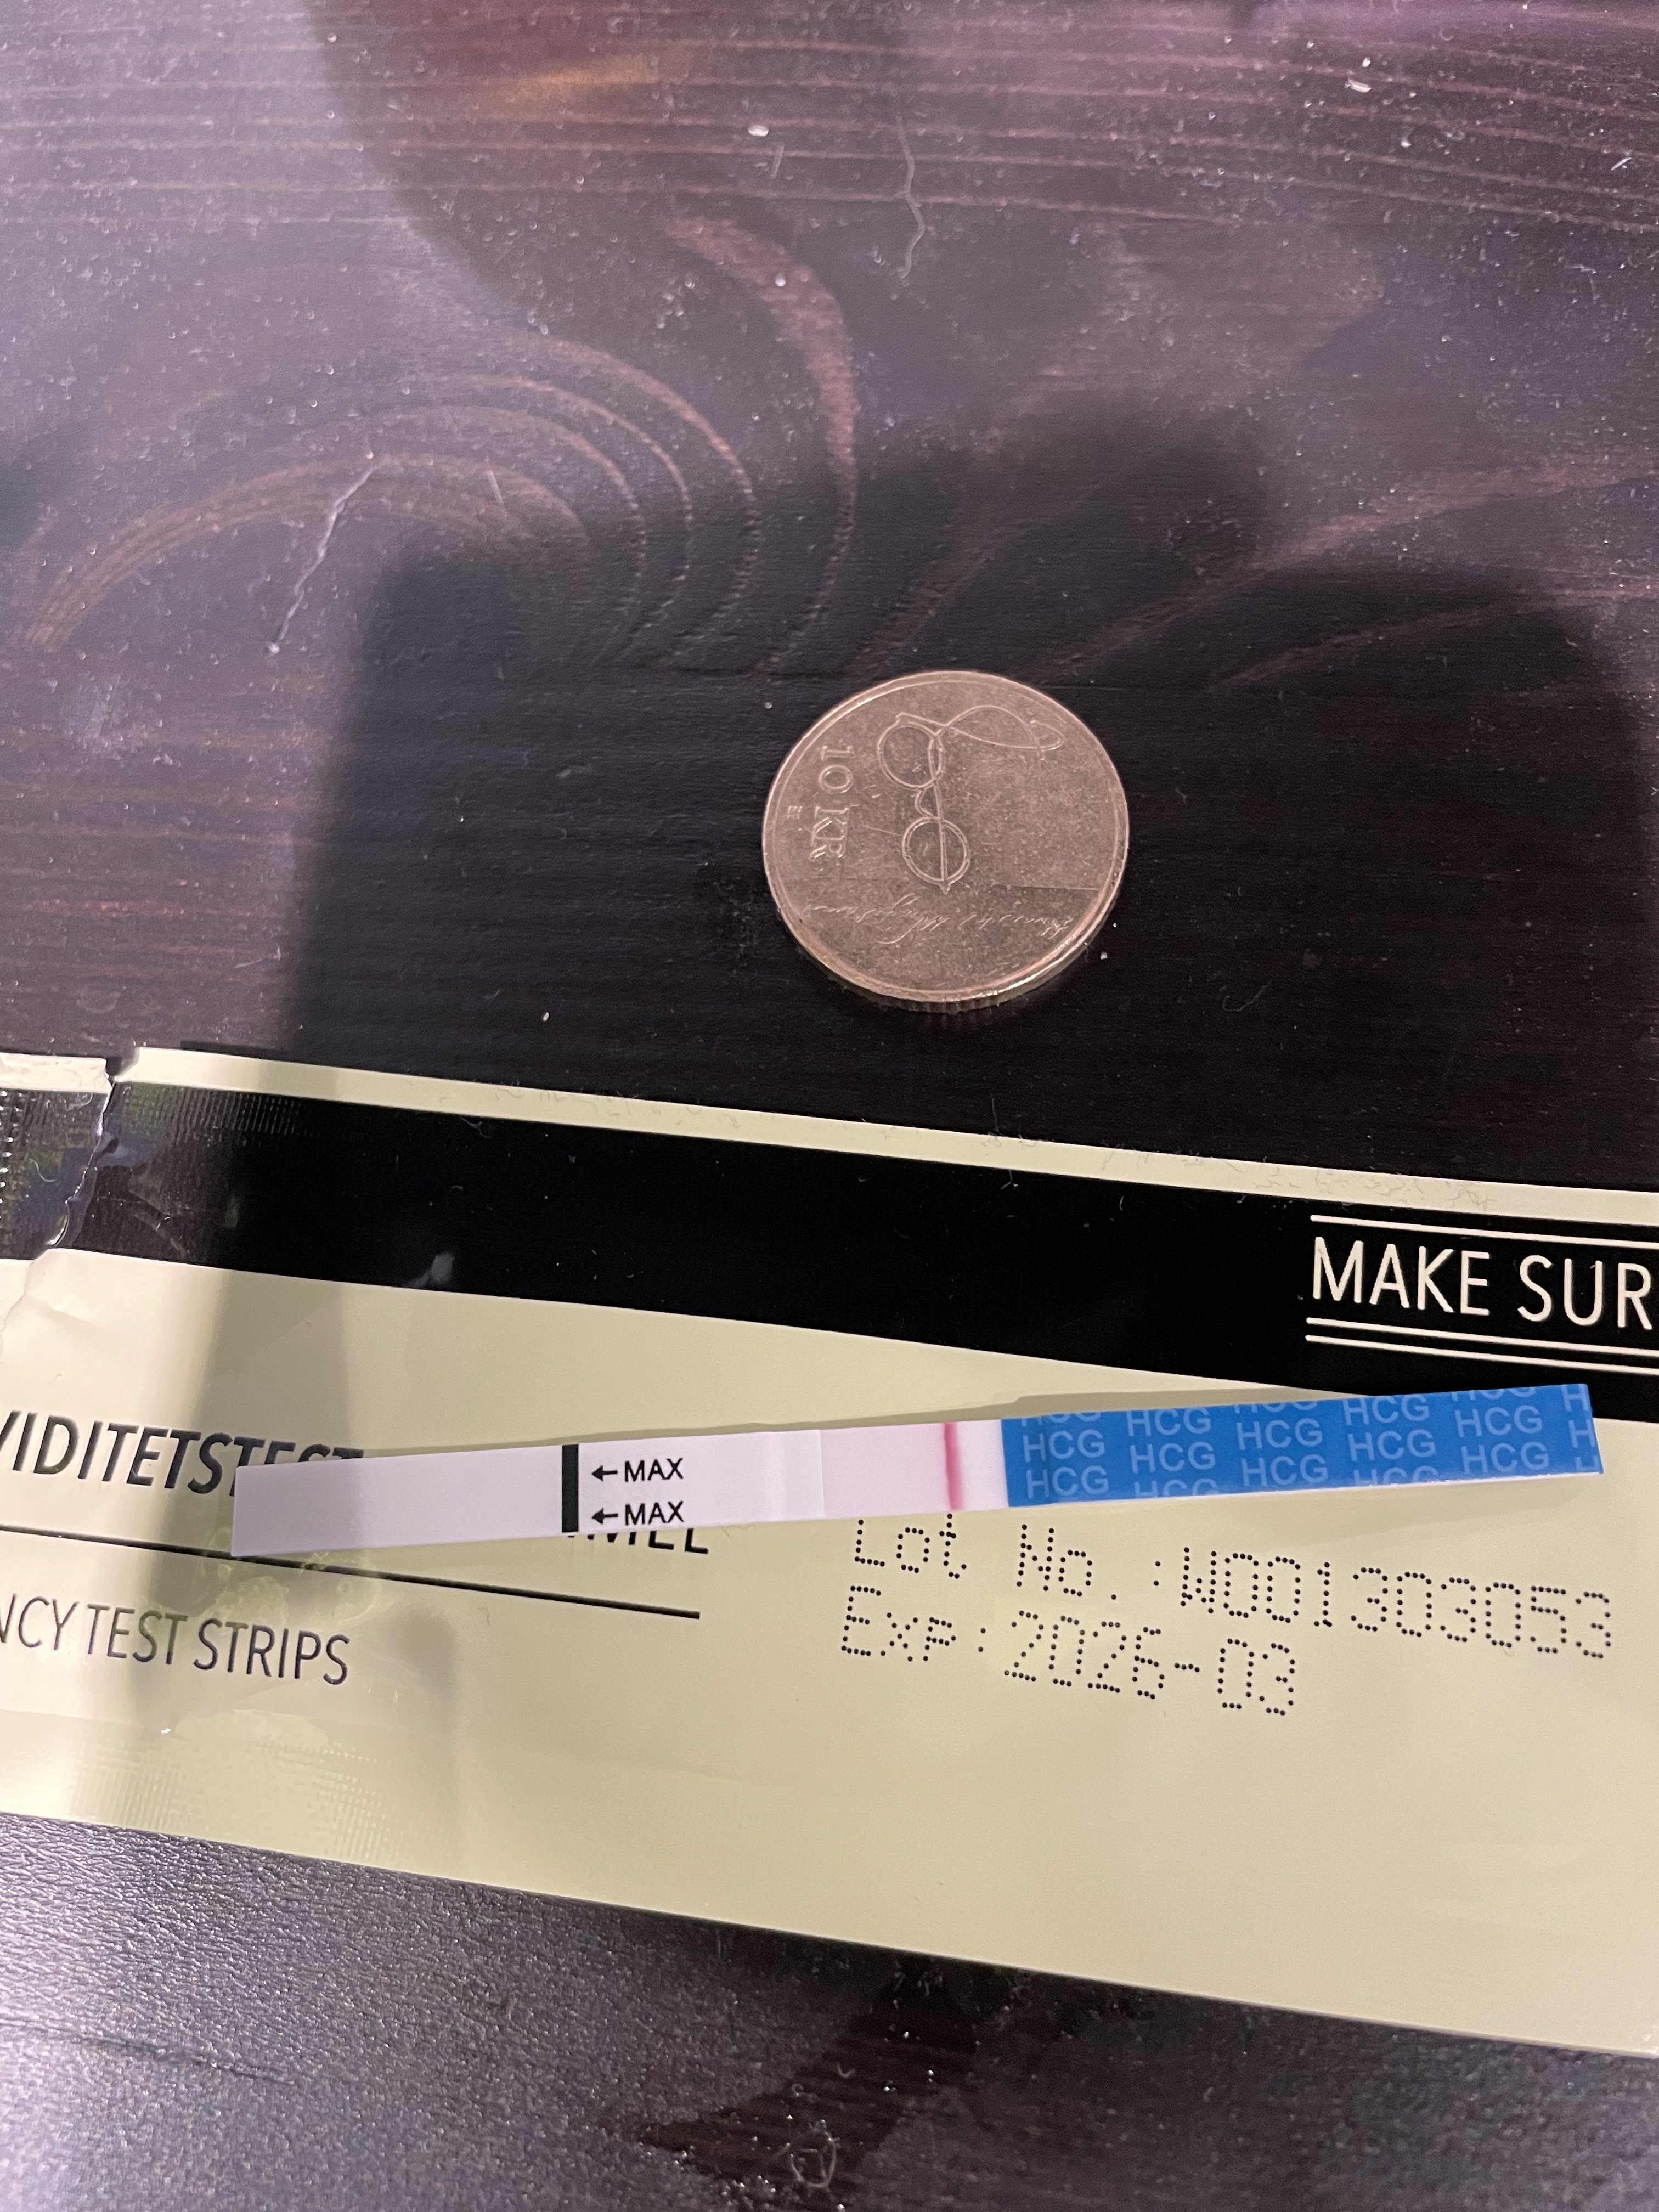 10 KR
MAKE SUR
VIDITETSTEST
←MAX
←MAX
HCG HCG HCG HCG
HCG HCG HCG HCG HCG
HCG HCG HCG HCG
NCY TEST STRIPS
Lot No.:W001303053
Exp:2026-03